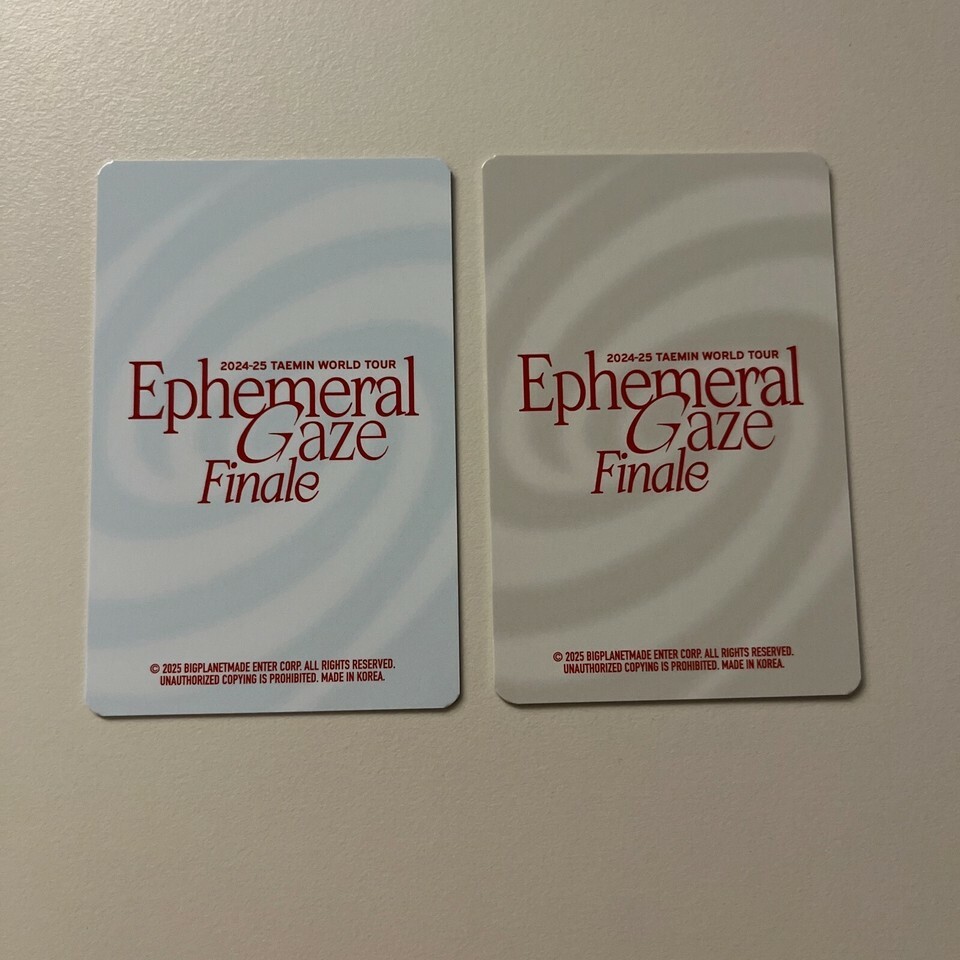 2024-25 TAEMIN WORLD TOUR
Ephemeral
Gaze
Finale
© 2025 BIGPLANETMADE ENTER CORP. ALL RIGHTS RESERVED.
UNAUTHORIZED COPYING IS PROHIBITED. MADE IN KOREA.
2024-25 TAEMIN WORLD TOUR
Ephemeral
Gaze
Finale
© 2025 BIGPLANETMADE ENTER CORP. ALL RIGHTS RESERVED.
UNAUTHORIZED COPYING IS PROHIBITED. MADE IN KOREA.